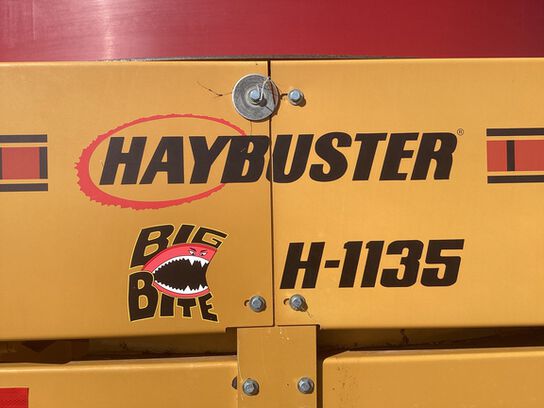 HAYBUSTER®
BIG
BITE
H-1135